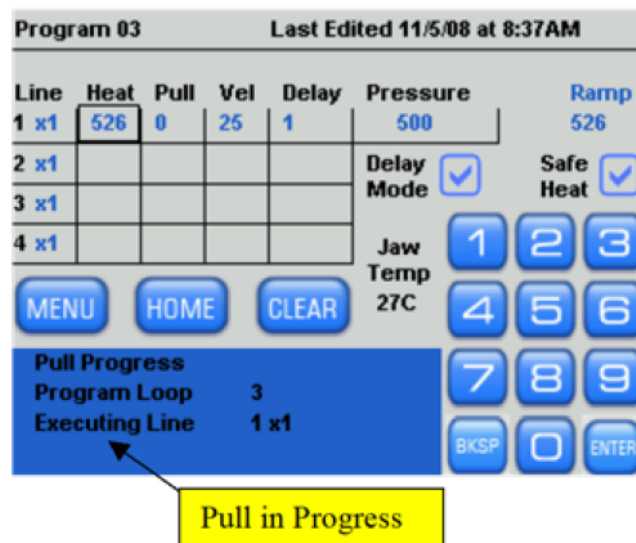 Program 03 Last Edited 11/5/08 at 8:37AM
Line Heat Pull Vel Delay Pressure Ramp
1 x1 526 0 25 1 500 526
2 x1
Delay Mode
Safe Heat
3 x1
4 x1
Jaw Temp
27C
1 2 3
MENU HOME CLEAR
4 5 6
Pull Progress
Program Loop 3
Executing Line 1 x1
7 8 9
BKSP 0 ENTER
Pull in Progress